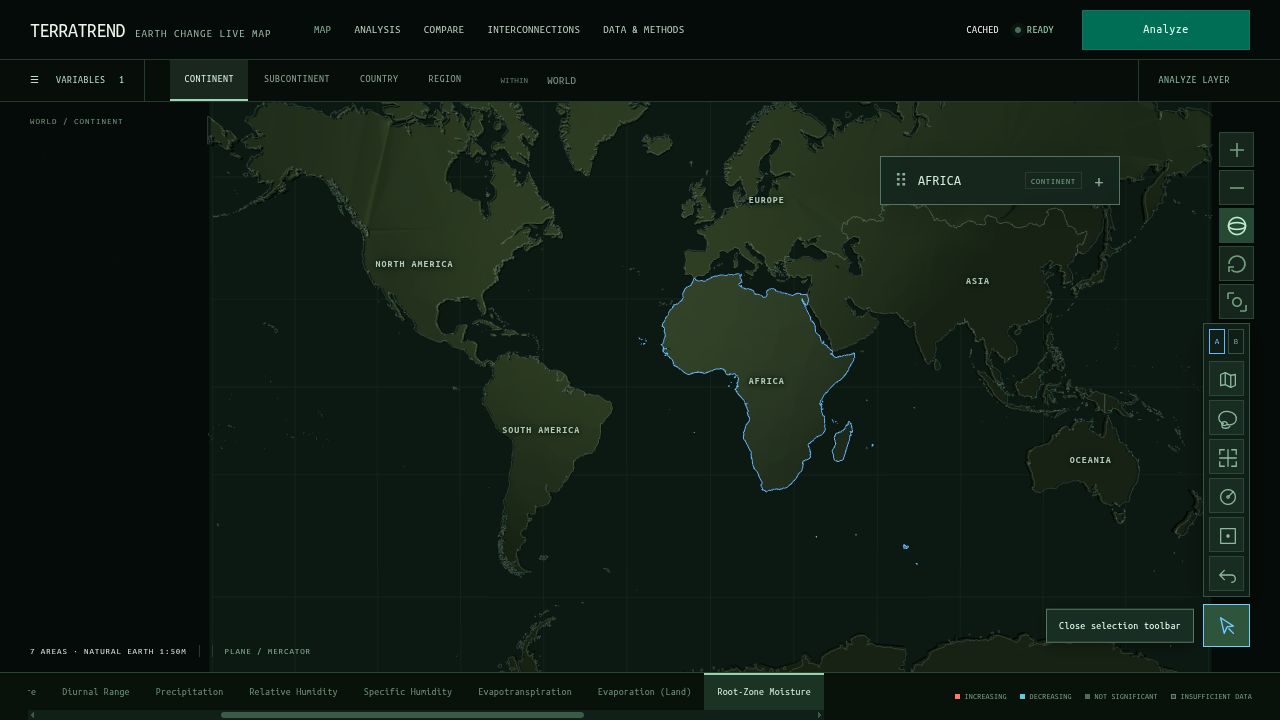 TERRATREND EARTH CHANGE LIVE MAP MAP ANALYSIS COMPARE INTERCONNECTIONS DATA & METHODS CACHED READY Analyze
☰ VARIABLES 1 CONTINENT SUBCONTINENT COUNTRY REGION WITHIN WORLD ANALYZE LAYER
WORLD / CONTINENT
AFRICA CONTINENT +
EUROPE
NORTH AMERICA
ASIA
A B
AFRICA
SOUTH AMERICA
OCEANIA
Close selection toolbar
7 AREAS · NATURAL EARTH 1:50M PLANE / MERCATOR
Diurnal Range Precipitation Relative Humidity Specific Humidity Evapotranspiration Evaporation (Land) Root-Zone Moisture
INCREASING DECREASING NOT SIGNIFICANT INSUFFICIENT DATA